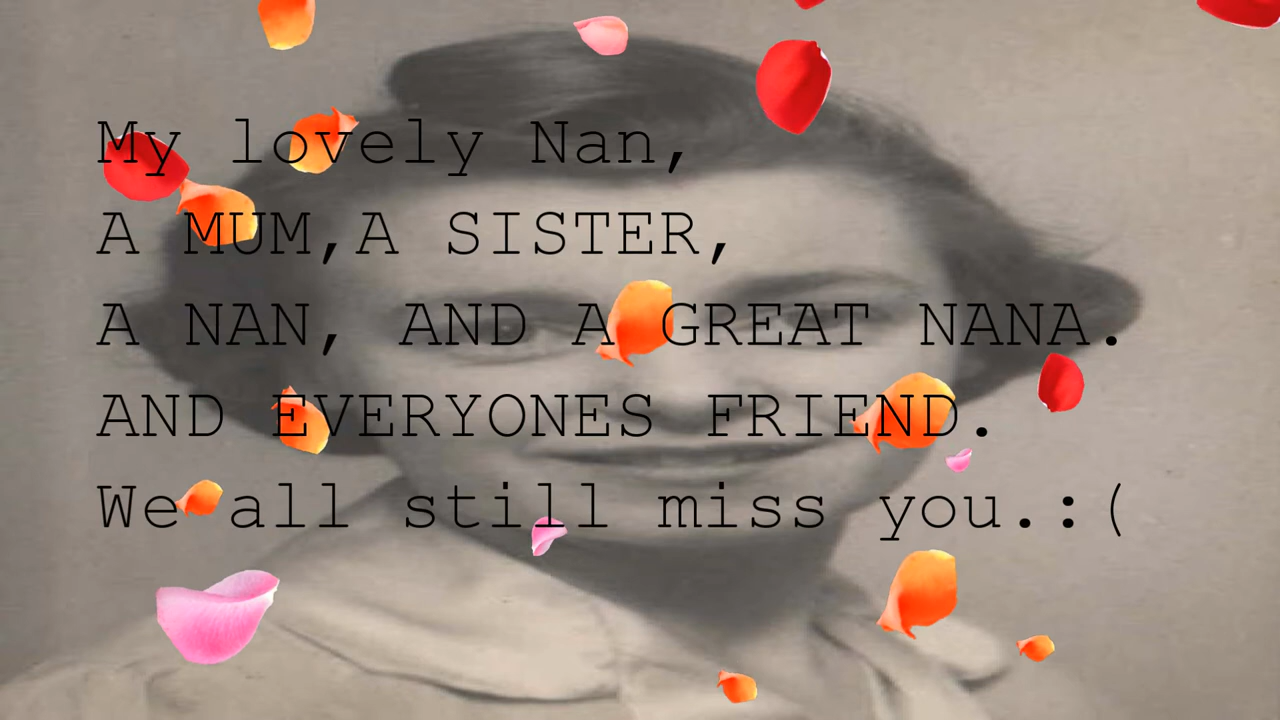 My lovely Nan,
A MUM,A SISTER,
A NAN, AND A GREAT NANA.
AND EVERYONES FRIEND.
We all still miss you.:(